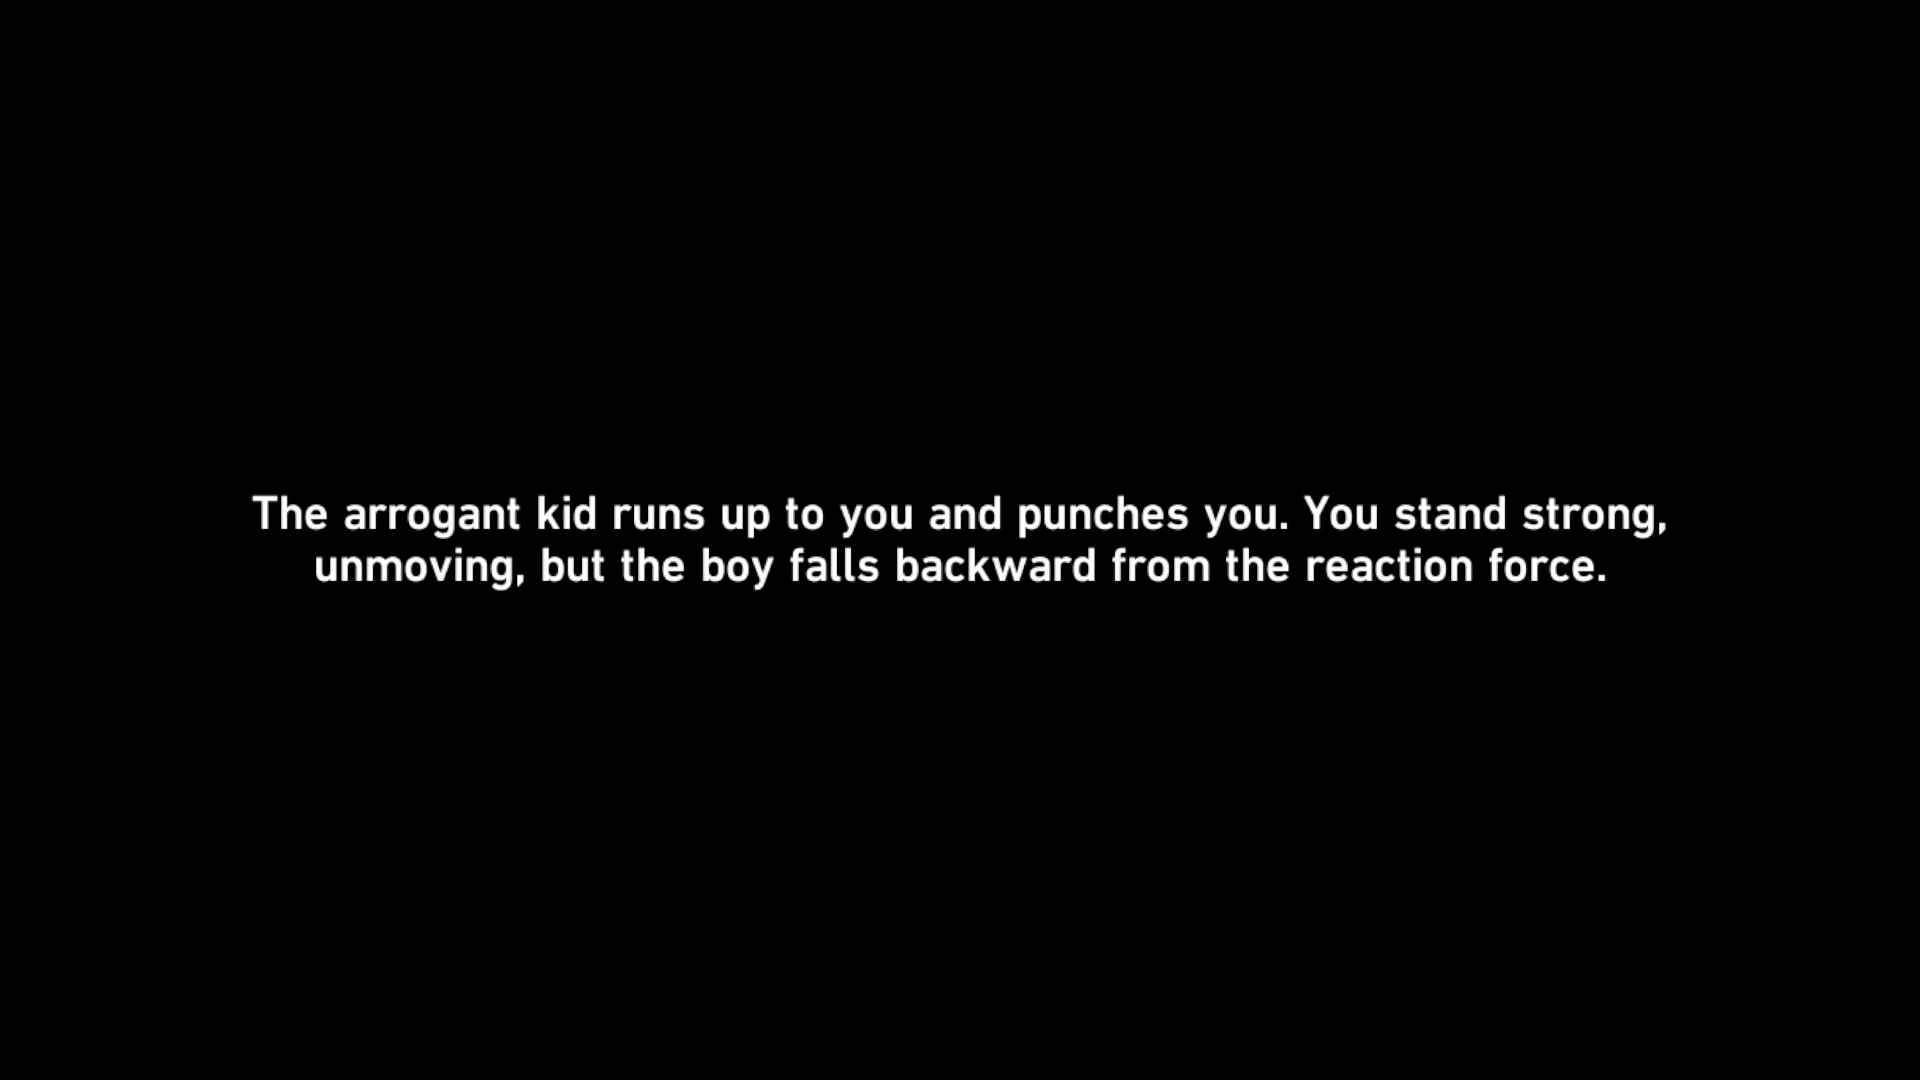 The arrogant kid runs up to you and punches you. You stand strong,
unmoving, but the boy falls backward from the reaction force.